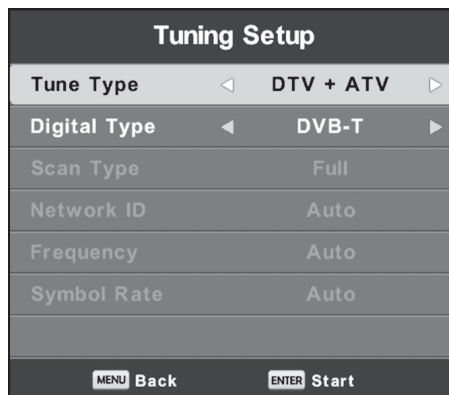 Tuning Setup
Tune Type DTV + ATV
Digital Type DVB-T
Scan Type Full
Network ID Auto
Frequency Auto
Symbol Rate Auto
MENU Back ENTER Start